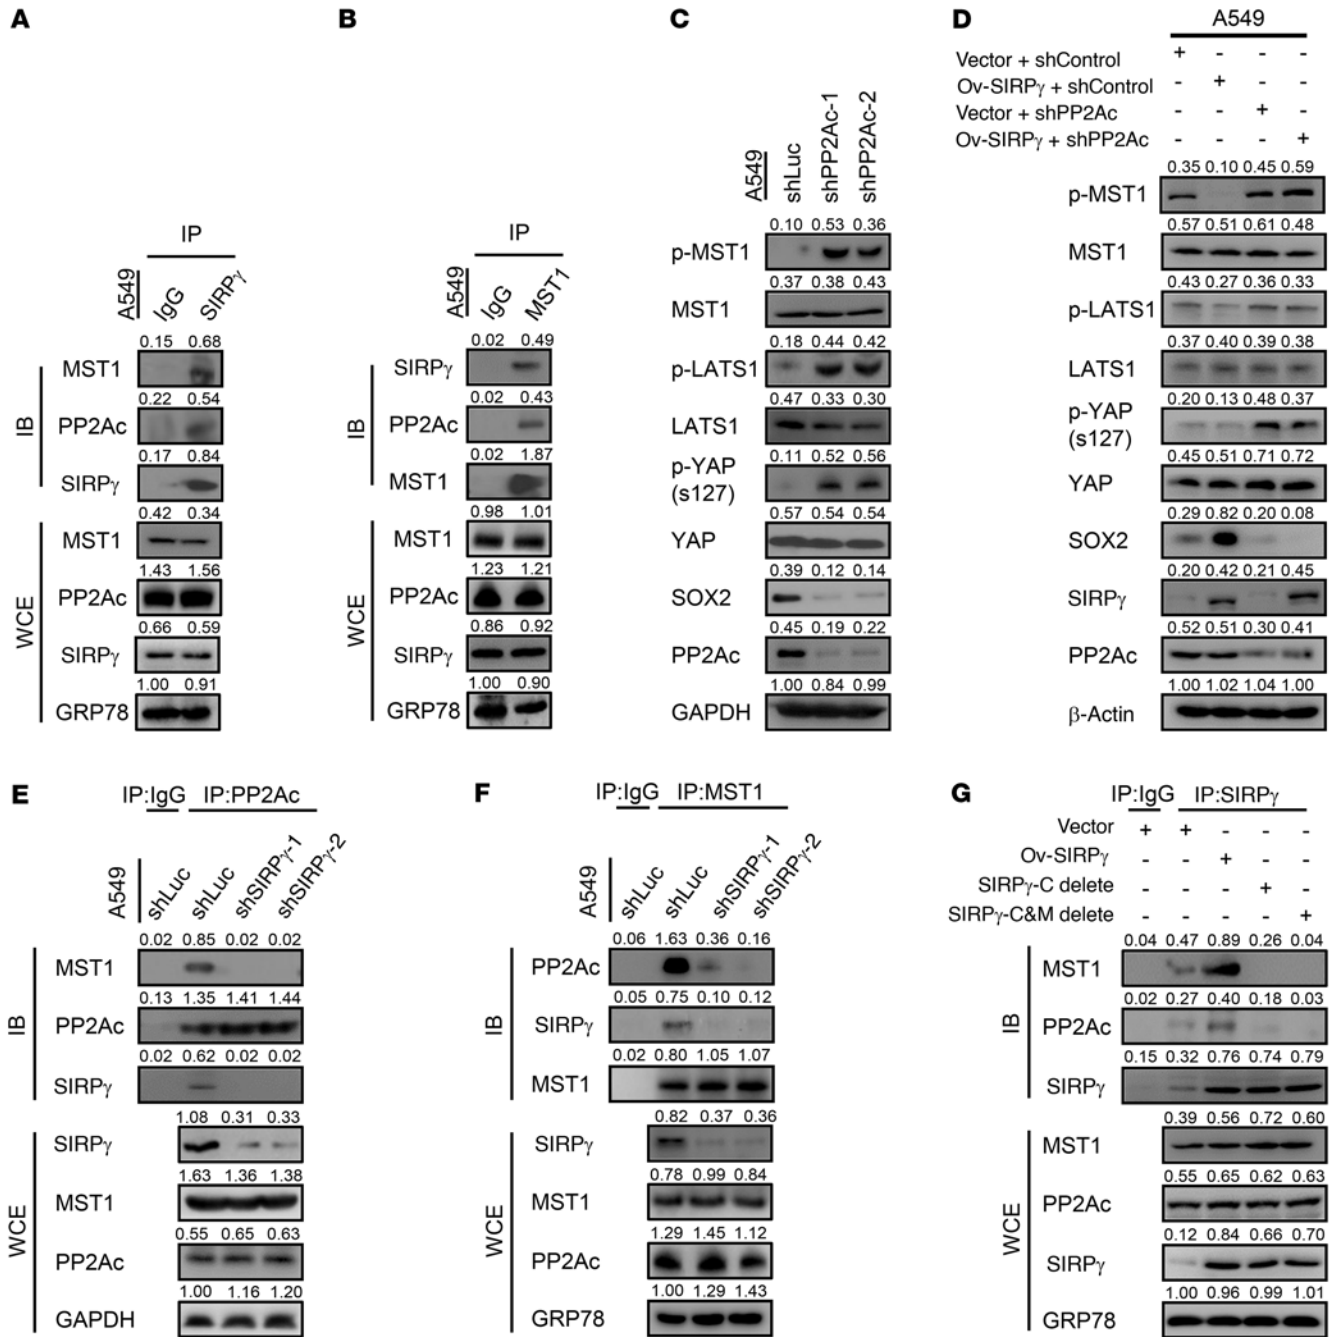 A
IP
A549
IgG
SIRPγ
0.15 0.68
MST1
0.22 0.54
PP2Ac
0.17 0.84
SIRPγ
IB
0.42 0.34
MST1
1.43 1.56
PP2Ac
0.66 0.59
SIRPγ
1.00 0.91
GRP78
WCE
B
IP
A549
IgG
MST1
0.02 0.49
SIRPγ
0.02 0.43
PP2Ac
0.02 1.87
MST1
IB
0.98 1.01
MST1
1.23 1.21
PP2Ac
0.86 0.92
SIRPγ
1.00 0.90
GRP78
WCE
C
A549
shLuc
shPP2Ac-1
shPP2Ac-2
0.10 0.53 0.36
p-MST1
0.37 0.38 0.43
MST1
0.18 0.44 0.42
p-LATS1
0.47 0.33 0.30
LATS1
0.11 0.52 0.56
p-YAP
(s127)
0.57 0.54 0.54
YAP
0.39 0.12 0.14
SOX2
0.45 0.19 0.22
PP2Ac
1.00 0.84 0.99
GAPDH
D
A549
Vector + shControl + - - -
Ov-SIRPγ + shControl - + - -
Vector + shPP2Ac - - + -
Ov-SIRPγ + shPP2Ac - - - +
0.35 0.10 0.45 0.59
p-MST1
0.57 0.51 0.61 0.48
MST1
0.43 0.27 0.36 0.33
p-LATS1
0.37 0.40 0.39 0.38
LATS1
0.20 0.13 0.48 0.37
p-YAP
(s127)
0.45 0.51 0.71 0.72
YAP
0.29 0.82 0.20 0.08
SOX2
0.20 0.42 0.21 0.45
SIRPγ
0.52 0.51 0.30 0.41
PP2Ac
1.00 1.02 1.04 1.00
β-Actin
E
IP:IgG IP:PP2Ac
A549
shLuc
shLuc
shSIRPγ-1
shSIRPγ-2
0.02 0.85 0.02 0.02
MST1
0.13 1.35 1.41 1.44
PP2Ac
0.02 0.62 0.02 0.02
SIRPγ
IB
1.08 0.31 0.33
SIRPγ
1.63 1.36 1.38
MST1
0.55 0.65 0.63
PP2Ac
1.00 1.16 1.20
GAPDH
WCE
F
IP:IgG IP:MST1
A549
shLuc
shLuc
shSIRPγ-1
shSIRPγ-2
0.06 1.63 0.36 0.16
PP2Ac
0.05 0.75 0.10 0.12
SIRPγ
0.02 0.80 1.05 1.07
MST1
IB
0.82 0.37 0.36
SIRPγ
0.78 0.99 0.84
MST1
1.29 1.45 1.12
PP2Ac
1.00 1.29 1.43
GRP78
WCE
G
IP:IgG IP:SIRPγ
Vector + + - - -
Ov-SIRPγ - - + - -
SIRPγ-C delete - - - + -
SIRPγ-C&M delete - - - - +
0.04 0.47 0.89 0.26 0.04
MST1
0.02 0.27 0.40 0.18 0.03
PP2Ac
0.15 0.32 0.76 0.74 0.79
SIRPγ
IB
0.39 0.56 0.72 0.60
MST1
0.55 0.65 0.62 0.63
PP2Ac
0.12 0.84 0.66 0.70
SIRPγ
1.00 0.96 0.99 1.01
GRP78
WCE